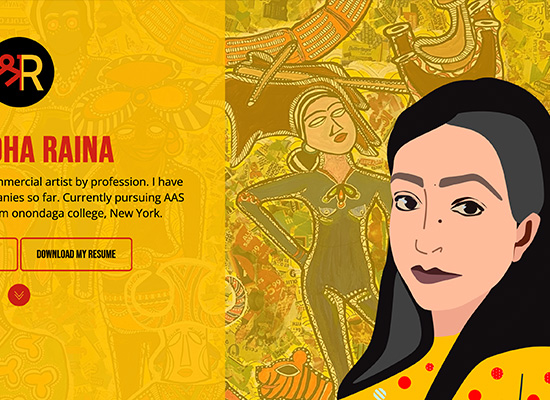 श्रR
DHA RAINA
mmercial artist by profession. I have
anies so far. Currently pursuing AAS
m onondaga college, New York.
DOWNLOAD MY RESUME